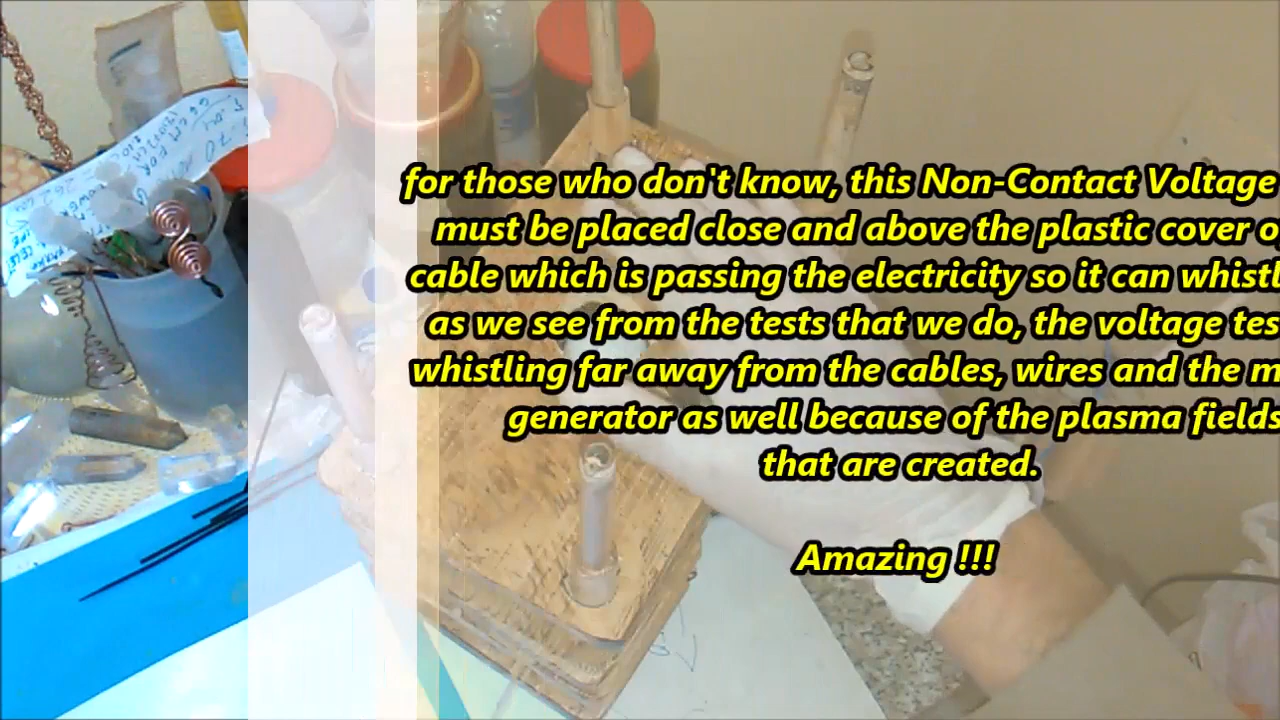 for those who don't know, this Non-Contact Voltage
must be placed close and above the plastic cover o
cable which is passing the electricity so it can whistl
as we see from the tests that we do, the voltage tes
whistling far away from the cables, wires and the m
generator as well because of the plasma fields
that are created.
Amazing !!!